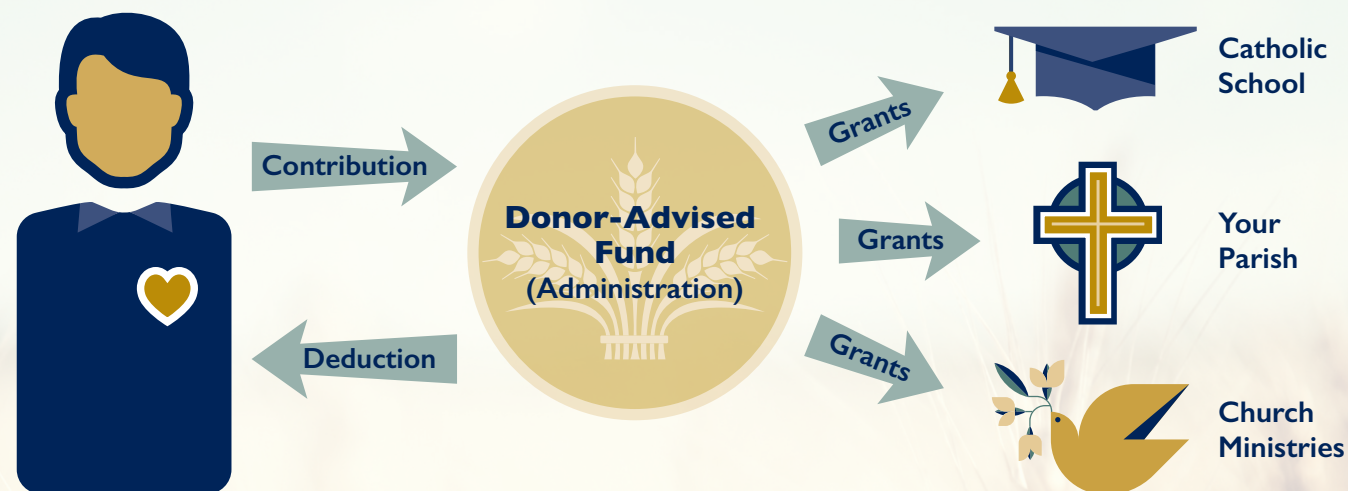 Contribution
Deduction
Donor-Advised
Fund
(Administration)
Grants
Grants
Grants
Catholic
School
Your
Parish
Church
Ministries